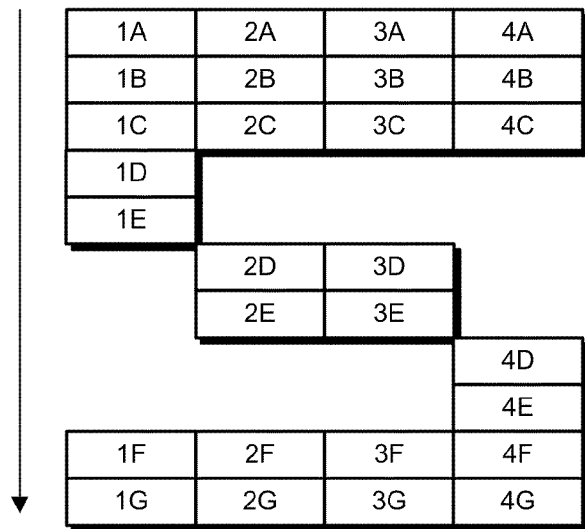 1A 2A 3A 4A
1B 2B 3B 4B
1C 2C 3C 4C
1D
1E
2D 3D
2E 3E
4D
4E
1F 2F 3F 4F
1G 2G 3G 4G